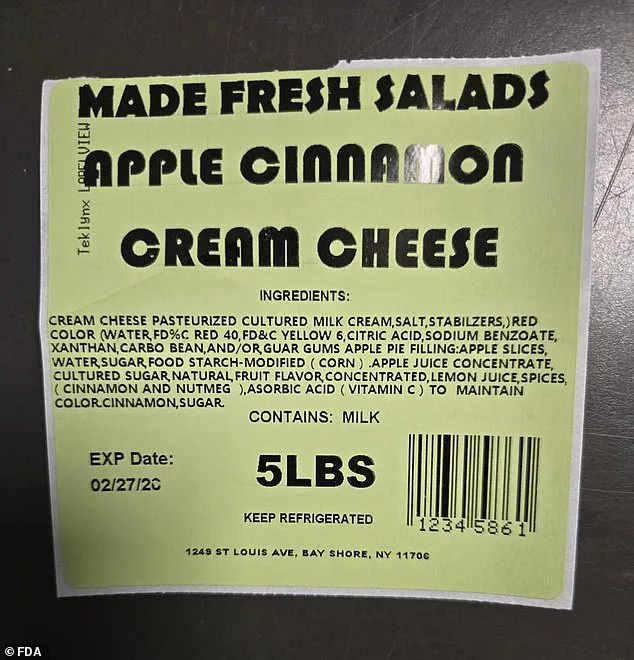 MADE FRESH SALADS
APPLE CINNAMON
CREAM CHEESE
Teklynx LABELVIEW
INGREDIENTS:
CREAM CHEESE PASTEURIZED CULTURED MILK CREAM,SALT,STABILZERS,)RED
COLOR (WATER,FD%C RED 40,FD&C YELLOW 6,CITRIC ACID,SODIUM BENZOATE,
XANTHAN,CARBO BEAN,AND/OR,GUAR GUMS APPLE PIE FILLING:APPLE SLICES,
WATER,SUGAR,FOOD STARCH-MODIFIED ( CORN ) .APPLE JUICE CONCENTRATE,
CULTURED SUGAR,NATURAL,FRUIT FLAVOR,CONCENTRATED,LEMON JUICE,SPICES,
( CINNAMON AND NUTMEG ),ASORBIC ACID ( VITAMIN C ) TO MAINTAIN
COLOR.CINNAMON,SUGAR.
CONTAINS: MILK
EXP Date:
02/27/2
5LBS
KEEP REFRIGERATED
1234 5861
1249 ST LOUIS AVE, BAY SHORE, NY 11706
© FDA